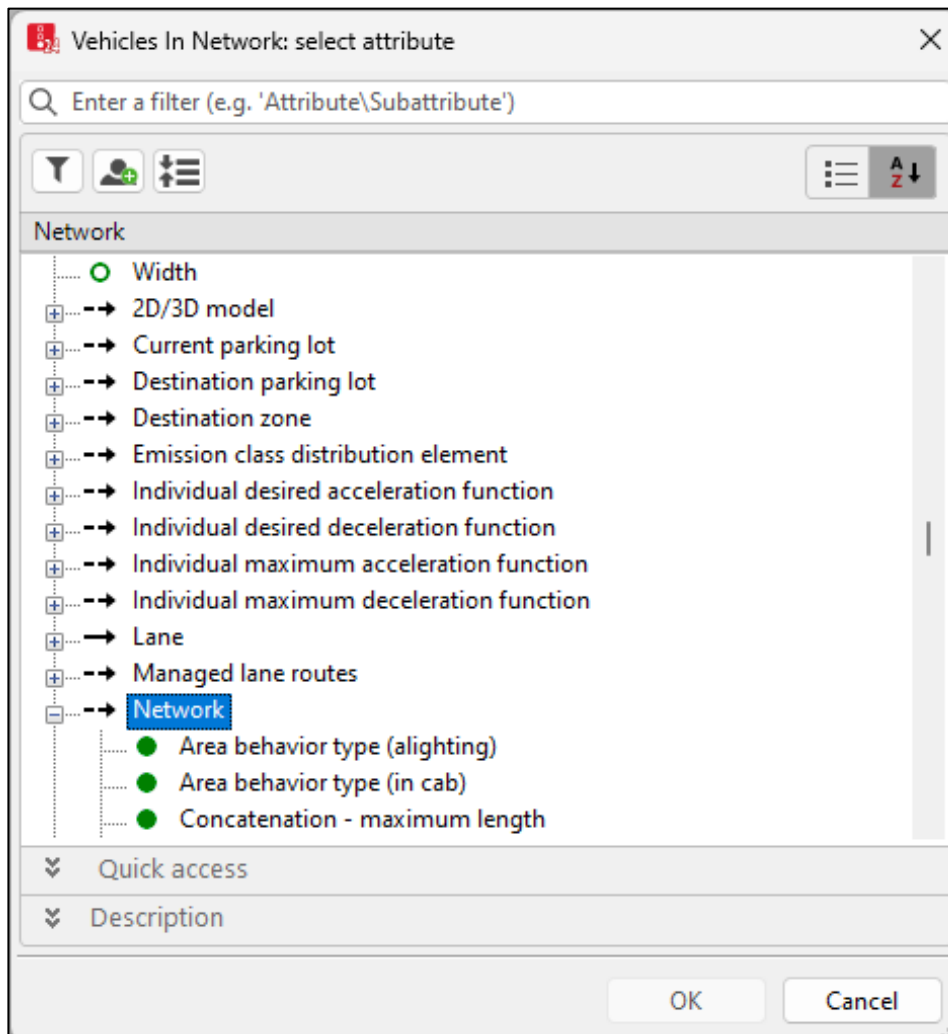 Vehicles In Network: select attribute
Enter a filter (e.g. 'Attribute\Subattribute')
A
Z
Network
Width
2D/3D model
Current parking lot
Destination parking lot
Destination zone
Emission class distribution element
Individual desired acceleration function
Individual desired deceleration function
Individual maximum acceleration function
Individual maximum deceleration function
Lane
Managed lane routes
Network
Area behavior type (alighting)
Area behavior type (in cab)
Concatenation - maximum length
Quick access
Description
OK Cancel